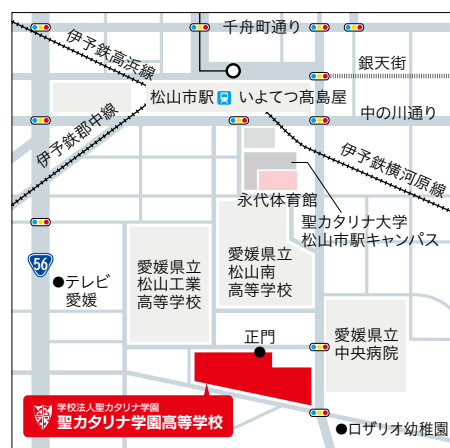 千舟町通り
伊予鉄高浜線
銀天街
松山市駅 いよてつ髙島屋
中の川通り
伊予鉄郡中線
伊予鉄横河原線
永代体育館
聖カタリナ大学
松山市駅キャンパス
56
●テレビ
愛媛
愛媛県立
松山工業
高等学校
愛媛県立
松山南
高等学校
正門
愛媛県立
中央病院
学校法人聖カタリナ学園
聖カタリナ学園高等学校
●ロザリオ幼稚園